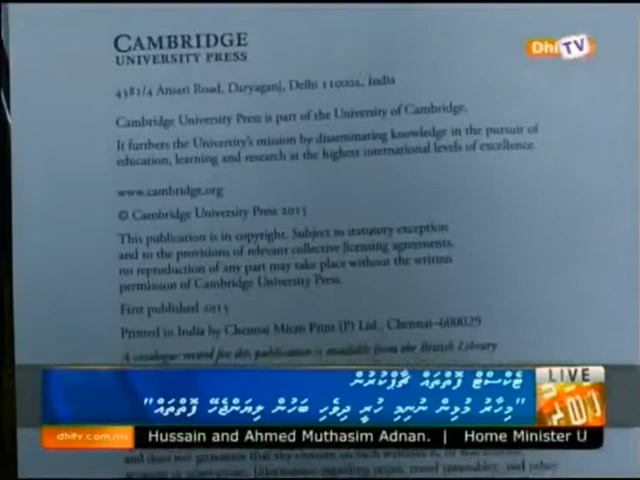 CAMBRIDGE
UNIVERSITY PRESS
DhiTV
4381/4 Ansari Road, Daryaganj, Delhi 110002, India
Cambridge University Press is part of the University of Cambridge.
It furthers the University's mission by disseminating knowledge in the pursuit of
education, learning and research at the highest international levels of excellence.
www.cambridge.org
© Cambridge University Press 2015
This publication is in copyright. Subject to statutory exception
and to the provisions of relevant collective licensing agreements,
no reproduction of any part may take place without the written
permission of Cambridge University Press.
First published 2015
Printed in India by Chennai Micro Print (P) Ltd., Chennai–600029
A catalogue record for this publication is available from the British Library
ޓެކްސްޓް ފޮތްތައް ޗާޕުކުރުން
"މިހާރު މުޅިން ނުނިމި ހުރީ ދިވެހި ބަހުން ލިޔަންޖެހޭ ފޮތްތައް"
LIVE
dhitv.com.mv
Hussain and Ahmed Muthasim Adnan. | Home Minister U